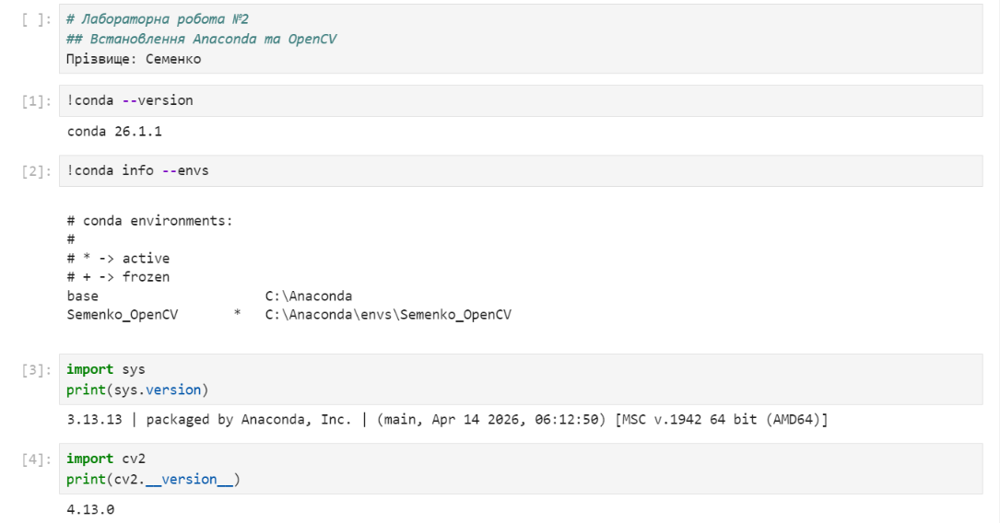 [ ]: # Лабораторна робота №2
## Встановлення Anaconda та OpenCV
Прізвище: Семенко
[1]: !conda --version
conda 26.1.1
[2]: !conda info --envs
# conda environments:
#
# * -> active
# + -> frozen
base                     C:\Anaconda
Semenko_OpenCV       *   C:\Anaconda\envs\Semenko_OpenCV
[3]: import sys
print(sys.version)
3.13.13 | packaged by Anaconda, Inc. | (main, Apr 14 2026, 06:12:50) [MSC v.1942 64 bit (AMD64)]
[4]: import cv2
print(cv2.__version__)
4.13.0